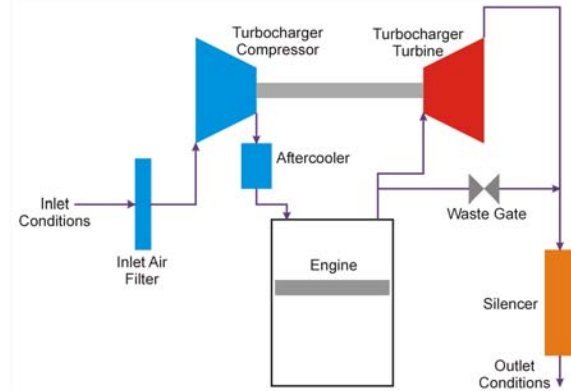 Turbocharger
Compressor
Turbocharger
Turbine
Aftercooler
Inlet
Conditions
Inlet Air
Filter
Waste Gate
Engine
Silencer
Outlet
Conditions